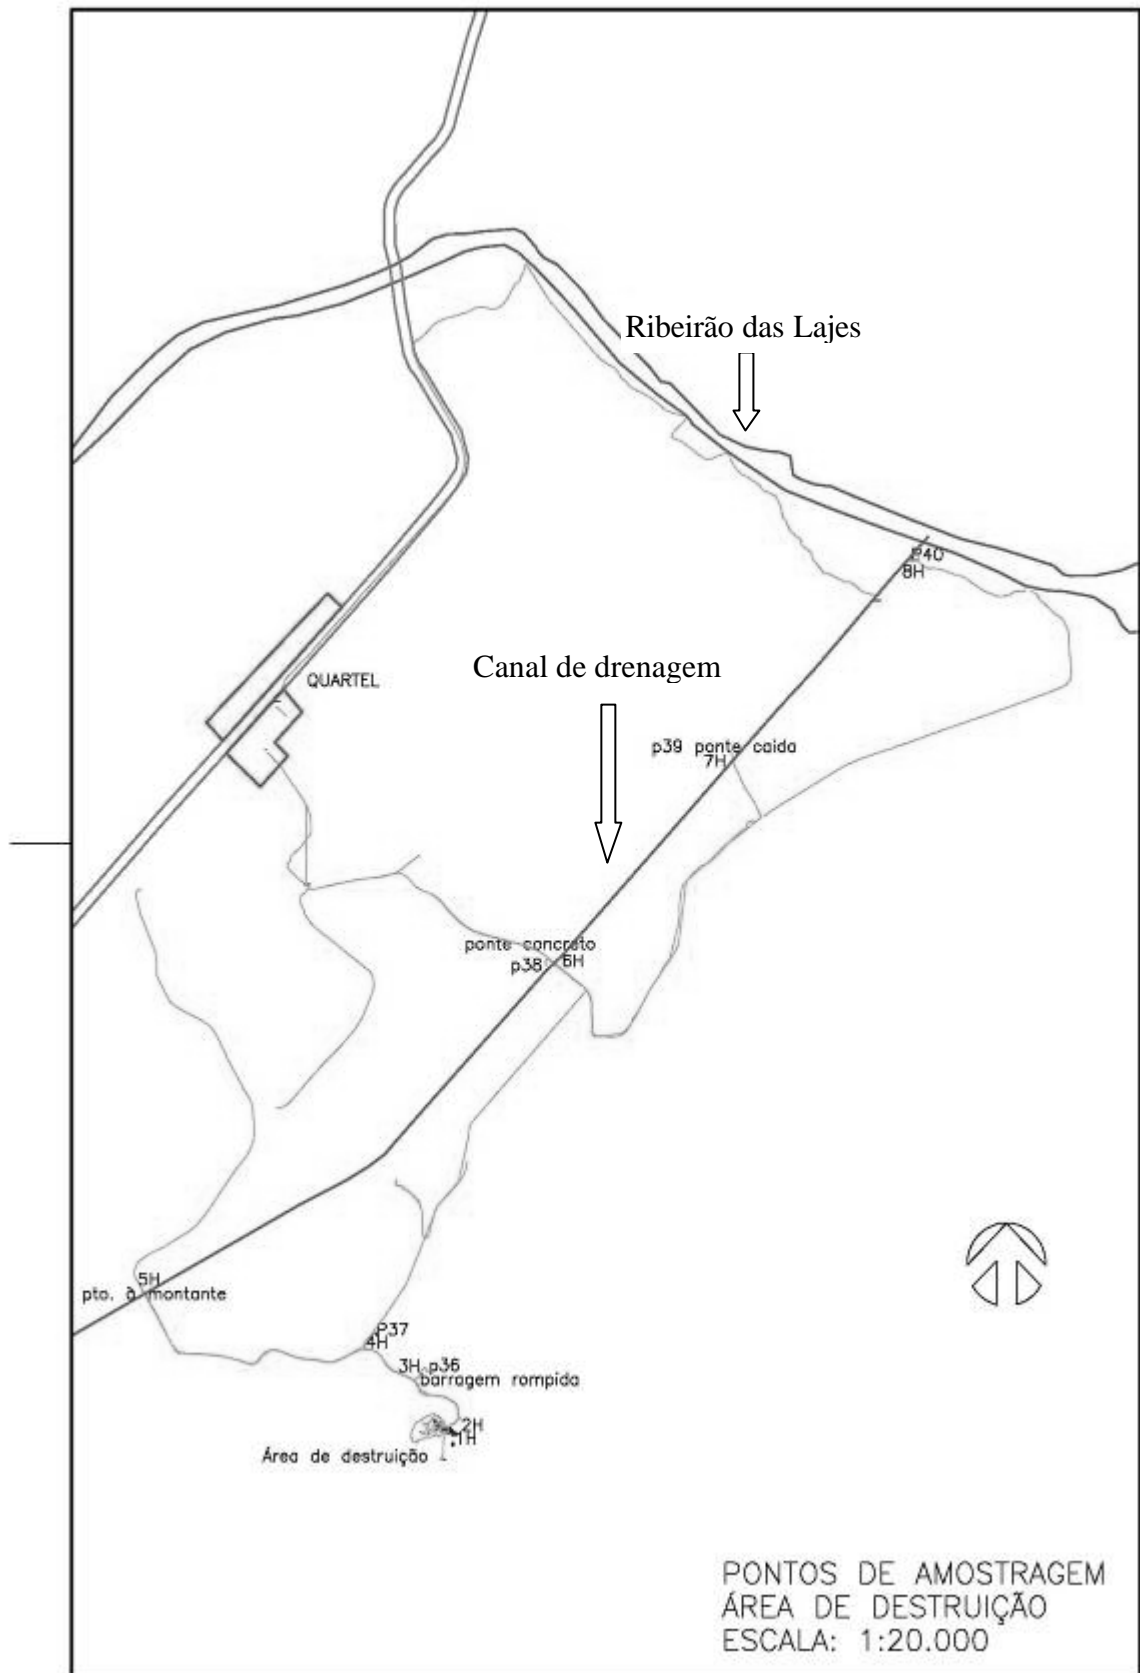 Ribeirão das Lajes
P40
8H
QUARTEL
Canal de drenagem
p39 ponte caida
7H
ponte concreto
p38 6H
5H
pto. à montante
P37
4H
3H p36
barragem rompida
2H
1H
Área de destruição
PONTOS DE AMOSTRAGEM
ÁREA DE DESTRUIÇÃO
ESCALA: 1:20.000